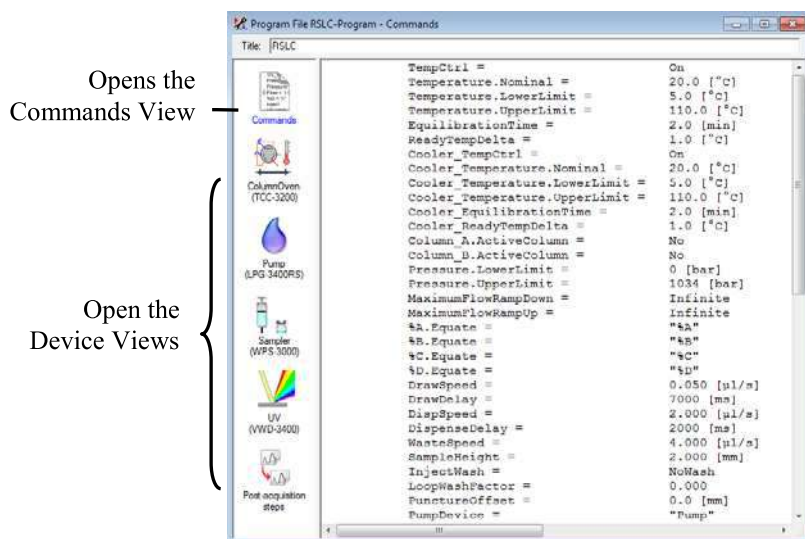 Program File RSLC-Program - Commands
Title: RSLC
Opens the
Commands View
Open the
Device Views
Commands
ColumnOven
(TCC-3200)
Pump
(LPG-3400RS)
Sampler
(WPS-3000)
UV
(VWD-3400)
Post-acquisition
steps
TempCtrl = On
Temperature.Nominal = 20.0 [°C]
Temperature.LowerLimit = 5.0 [°C]
Temperature.UpperLimit = 110.0 [°C]
EquilibrationTime = 2.0 [min]
ReadyTempDelta = 1.0 [°C]
Cooler_TempCtrl = On
Cooler_Temperature.Nominal = 20.0 [°C]
Cooler_Temperature.LowerLimit = 5.0 [°C]
Cooler_Temperature.UpperLimit = 110.0 [°C]
Cooler_EquilibrationTime = 2.0 [min]
Cooler_ReadyTempDelta = 1.0 [°C]
Column_A.ActiveColumn = No
Column_B.ActiveColumn = No
Pressure.LowerLimit = 0 [bar]
Pressure.UpperLimit = 1034 [bar]
MaximumFlowRampDown = Infinite
MaximumFlowRampUp = Infinite
%A.Equate = "%A"
%B.Equate = "%B"
%C.Equate = "%C"
%D.Equate = "%D"
DrawSpeed = 0.050 [µl/s]
DrawDelay = 7000 [ms]
DispSpeed = 2.000 [µl/s]
DispenseDelay = 2000 [ms]
WasteSpeed = 4.000 [µl/s]
SampleHeight = 2.000 [mm]
InjectWash = NoWash
LoopWashFactor = 0.000
PunctureOffset = 0.0 [mm]
PumpDevice = "Pump"